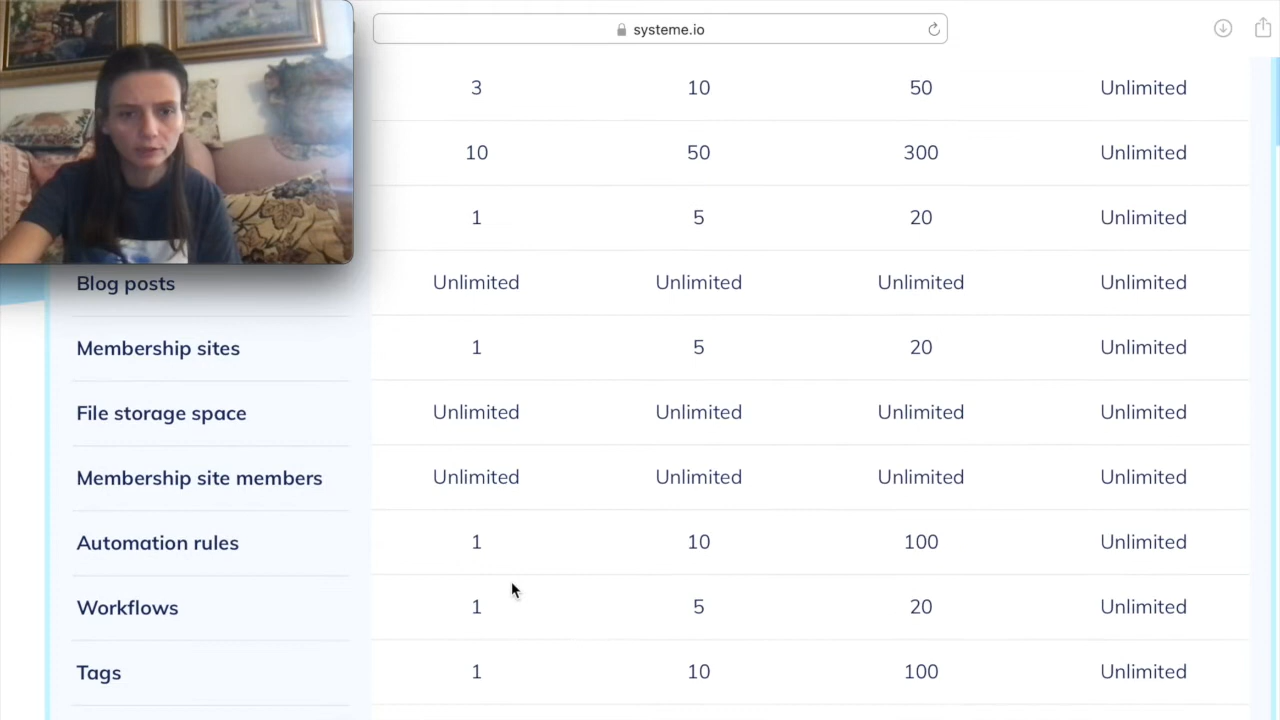 systeme.io
3 10 50 Unlimited
10 50 300 Unlimited
1 5 20 Unlimited
Blog posts Unlimited Unlimited Unlimited Unlimited
Membership sites 1 5 20 Unlimited
File storage space Unlimited Unlimited Unlimited Unlimited
Membership site members Unlimited Unlimited Unlimited Unlimited
Automation rules 1 10 100 Unlimited
Workflows 1 5 20 Unlimited
Tags 1 10 100 Unlimited